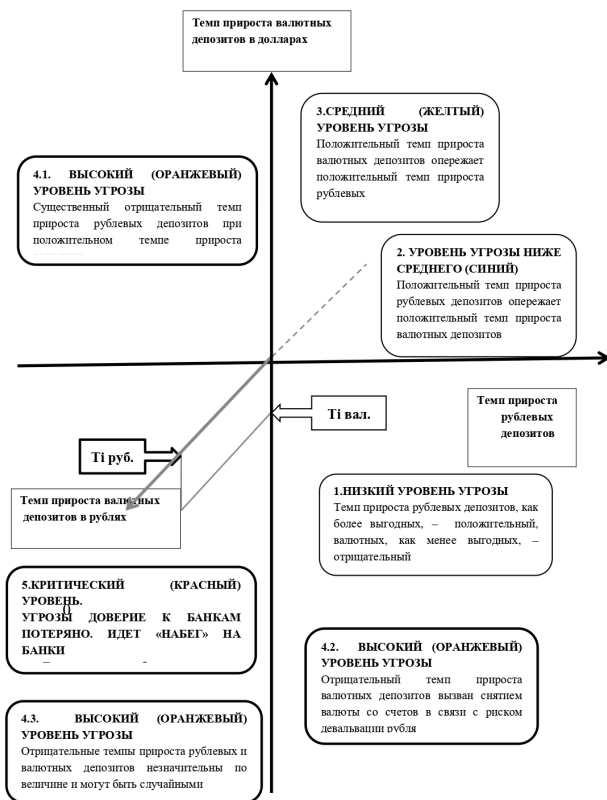 Темп прироста валютных
депозитов в долларах
3.СРЕДНИЙ (ЖЕЛТЫЙ)
УРОВЕНЬ УГРОЗЫ
Положительный темп прироста
валютных депозитов опережает
положительный темп прироста
рублевых
4.1. ВЫСОКИЙ (ОРАНЖЕВЫЙ)
УРОВЕНЬ УГРОЗЫ
Существенный отрицательный темп
прироста рублевых депозитов при
положительном темпе прироста
2. УРОВЕНЬ УГРОЗЫ НИЖЕ
СРЕДНЕГО (СИНИЙ)
Положительный темп прироста
рублевых депозитов опережает
положительный темп прироста
валютных депозитов
Темп прироста
рублевых
депозитов
Ti вал.
Ti руб.
Темп прироста валютных
депозитов в рублях
1.НИЗКИЙ УРОВЕНЬ УГРОЗЫ
Темп прироста рублевых депозитов, как
более выгодных, – положительный,
валютных, как менее выгодных, –
отрицательный
5.КРИТИЧЕСКИЙ (КРАСНЫЙ)
УРОВЕНЬ.
0
УГРОЗЫ ДОВЕРИЕ К БАНКАМ
ПОТЕРЯНО. ИДЕТ «НАБЕГ» НА
БАНКИ
4.2. ВЫСОКИЙ (ОРАНЖЕВЫЙ)
УРОВЕНЬ УГРОЗЫ
Отрицательный темп прироста
валютных депозитов вызван снятием
валюты со счетов в связи с риском
девальвации рубля
4.3. ВЫСОКИЙ (ОРАНЖЕВЫЙ)
УРОВЕНЬ УГРОЗЫ
Отрицательные темпы прироста рублевых и
валютных депозитов незначительны по
величине и могут быть случайными